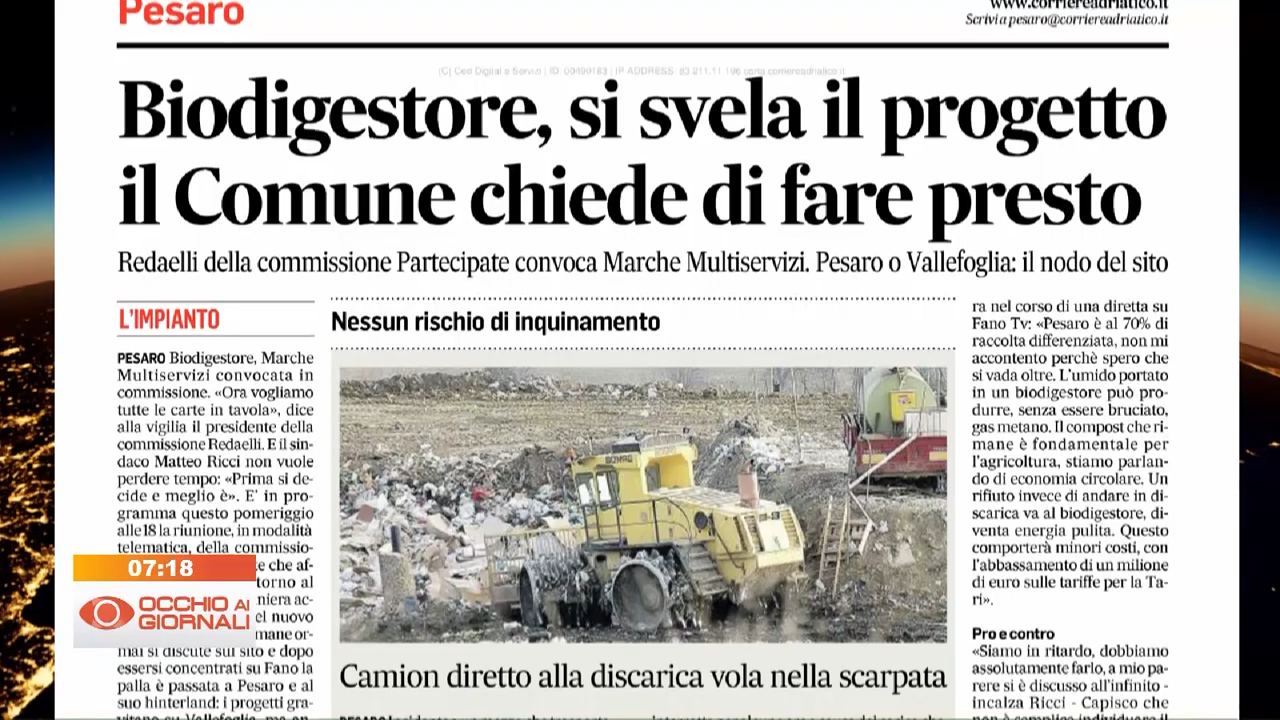 Pesaro
www.corriereadriatico.it
Scrivi a pesaro@corriereadriatico.it
Biodigestore, si svela il progetto
il Comune chiede di fare presto
Redaelli della commissione Partecipate convoca Marche Multiservizi. Pesaro o Vallefoglia: il nodo del sito
L'IMPIANTO
PESARO Biodigestore, Marche
Multiservizi convocata in
commissione. «Ora vogliamo
tutte le carte in tavola», dice
alla vigilia il presidente della
commissione Redaelli. E il sin-
daco Matteo Ricci non vuole
perdere tempo: «Prima si de-
cide e meglio è». E' in pro-
gramma questo pomeriggio
alle 18 la riunione, in modalità
telematica, della commissio-
che af-
torno al
niera ac-
el nuovo
mane or-
mai si discute sul sito e dopo
essersi concentrati su Fano la
palla è passata a Pesaro e al
suo hinterland: i progetti gra-
Nessun rischio di inquinamento
BOMAG
Camion diretto alla discarica vola nella scarpata
ra nel corso di una diretta su
Fano Tv: «Pesaro è al 70% di
raccolta differenziata, non mi
accontento perchè spero che
si vada oltre. L'umido portato
in un biodigestore può pro-
durre, senza essere bruciato,
gas metano. Il compost che ri-
mane è fondamentale per
l'agricoltura, stiamo parlan-
do di economia circolare. Un
rifiuto invece di andare in di-
scarica va al biodigestore, di-
venta energia pulita. Questo
comporterà minori costi, con
l'abbassamento di un milione
di euro sulle tariffe per la Ta-
ri».
Pro e contro
«Siamo in ritardo, dobbiamo
assolutamente farlo, a mio pa-
rere si è discusso all'infinito -
incalza Ricci - Capisco che
07:18
OCCHIO AI
GIORNALI